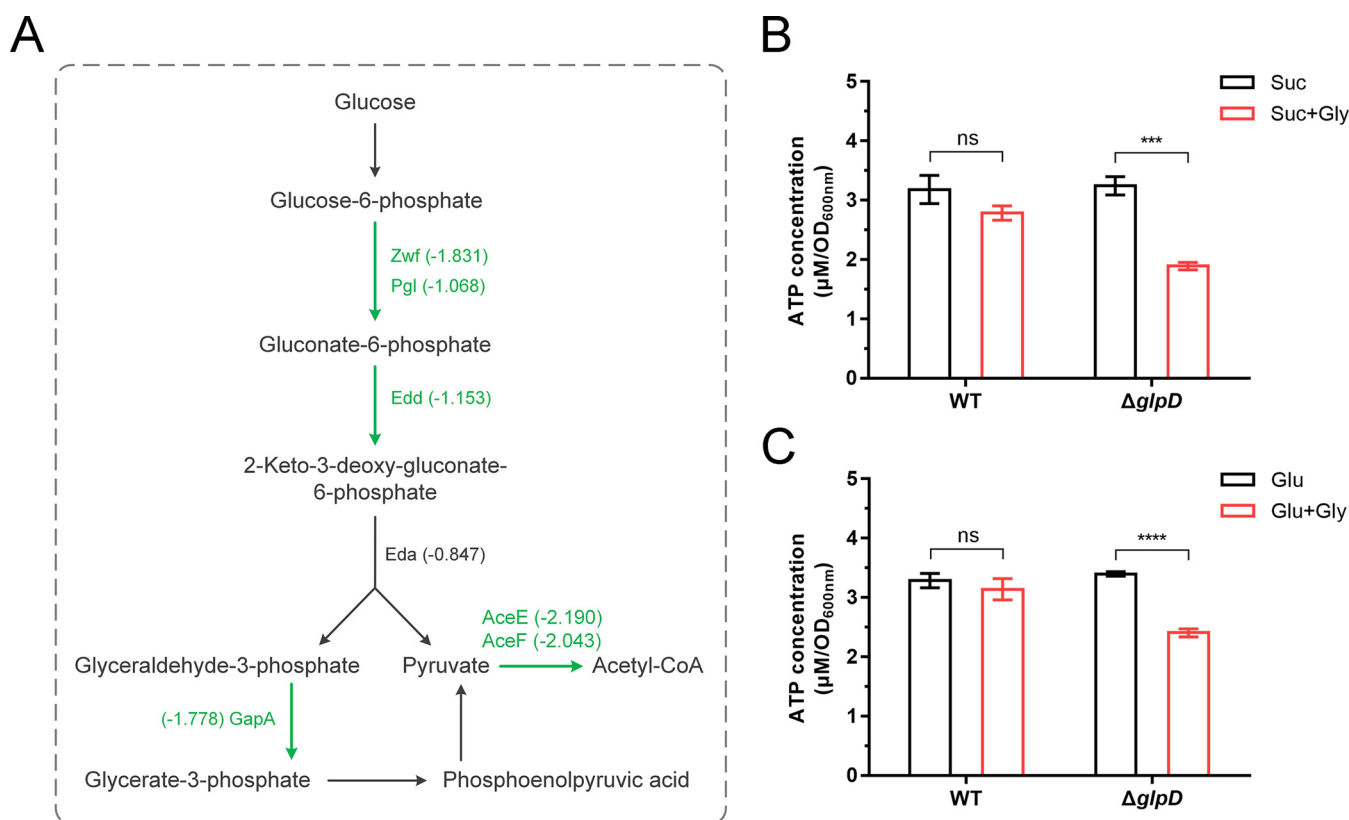 A
Glucose
Glucose-6-phosphate
Zwf (-1.831)
Pgl (-1.068)
Gluconate-6-phosphate
Edd (-1.153)
2-Keto-3-deoxy-gluconate-
6-phosphate
Eda (-0.847)
AceE (-2.190)
AceF (-2.043)
Glyceraldehyde-3-phosphate
Pyruvate
Acetyl-CoA
(-1.778) GapA
Glycerate-3-phosphate
Phosphoenolpyruvic acid
B
Suc
Suc+Gly
ATP concentration
(µM/OD600nm)
5
4
3
2
1
0
ns
***
WT
ΔglpD
C
Glu
Glu+Gly
ATP concentration
(µM/OD600nm)
5
4
3
2
1
0
ns
****
WT
ΔglpD